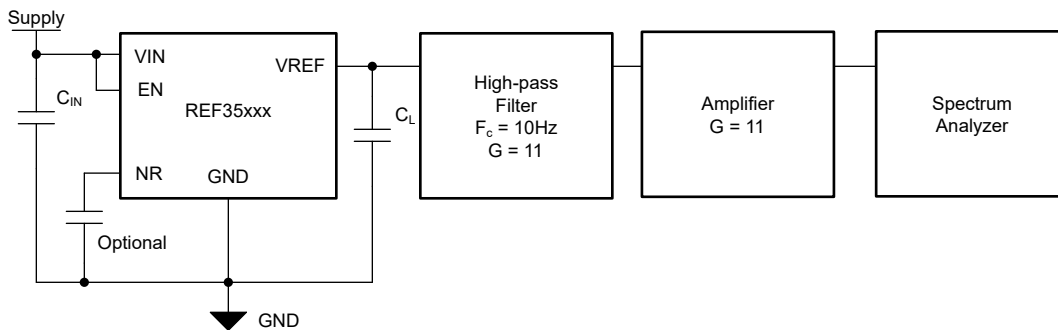 Supply
VIN
EN
C_IN
REF35xxx
NR
GND
Optional
VREF
C_L
High-pass
Filter
F_c = 10Hz
G = 11
Amplifier
G = 11
Spectrum
Analyzer
GND